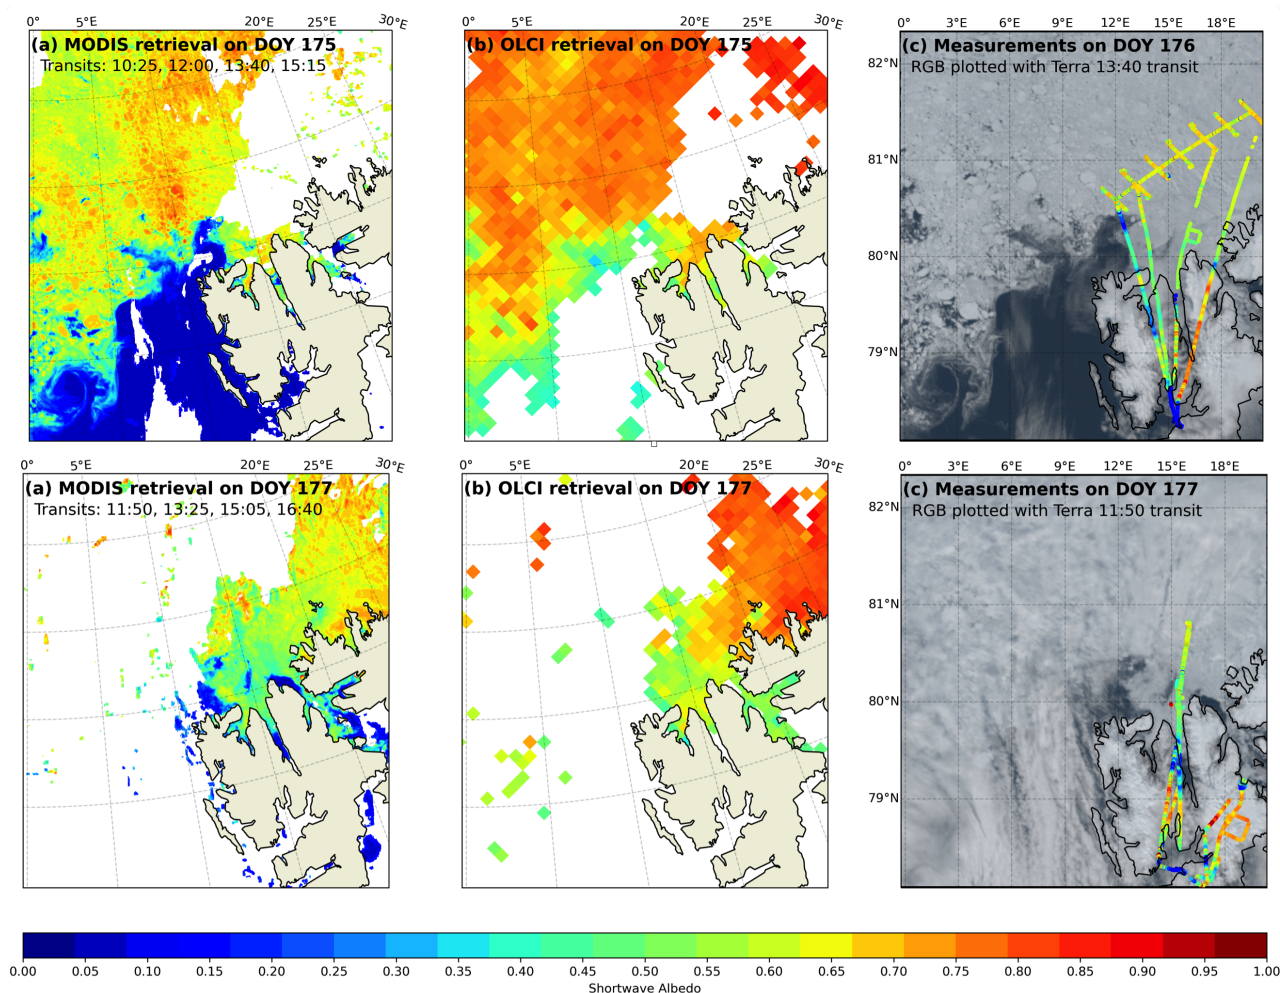 0° 5°E 20°E 25°E 30°E
(a) MODIS retrieval on DOY 175
Transits: 10:25, 12:00, 13:40, 15:15
0° 5°E 20°E 25°E 30°E
(b) OLCI retrieval on DOY 175
0° 3°E 6°E 9°E 12°E 15°E 18°E
(c) Measurements on DOY 176
RGB plotted with Terra 13:40 transit
82°N
81°N
80°N
79°N
0° 5°E 20°E 25°E 30°E
(a) MODIS retrieval on DOY 177
Transits: 11:50, 13:25, 15:05, 16:40
0° 5°E 20°E 25°E 30°E
(b) OLCI retrieval on DOY 177
0° 3°E 6°E 9°E 12°E 15°E 18°E
(c) Measurements on DOY 177
RGB plotted with Terra 11:50 transit
82°N
81°N
80°N
79°N
0.00 0.05 0.10 0.15 0.20 0.25 0.30 0.35 0.40 0.45 0.50 0.55 0.60 0.65 0.70 0.75 0.80 0.85 0.90 0.95 1.00
Shortwave Albedo